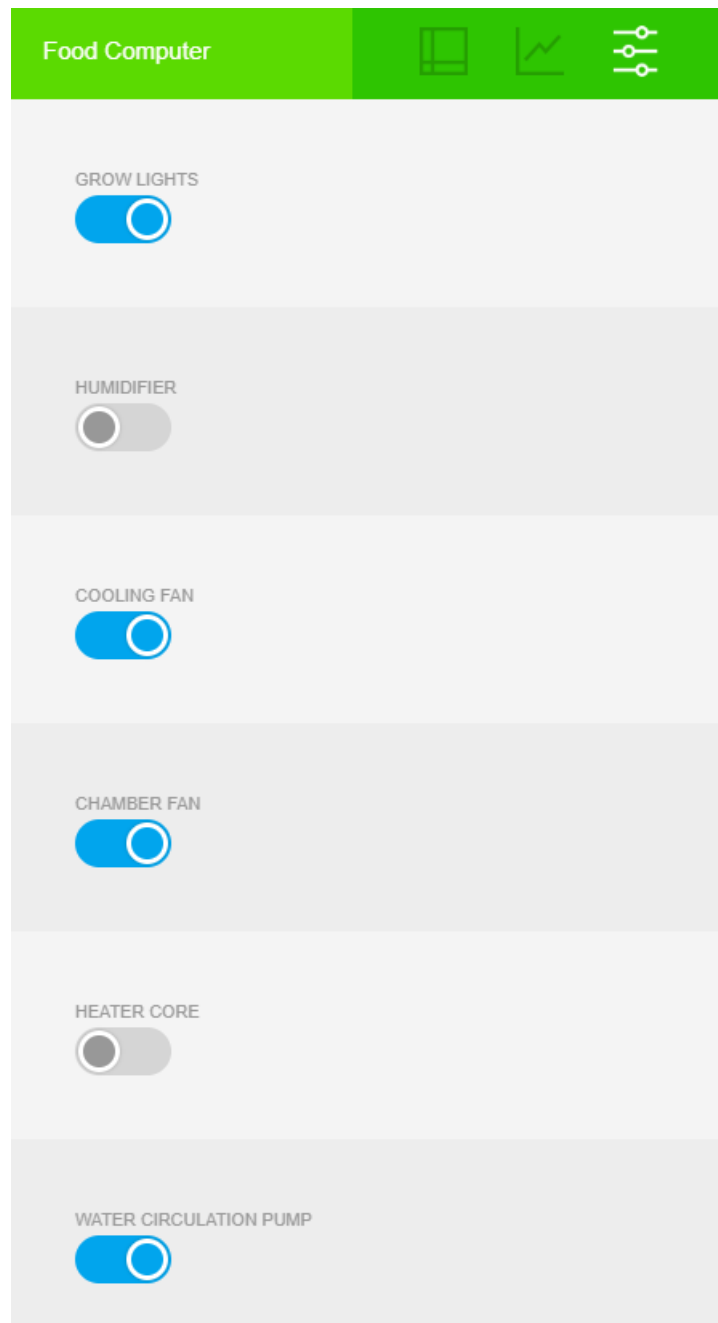 Food Computer
GROW LIGHTS
HUMIDIFIER
COOLING FAN
CHAMBER FAN
HEATER CORE
WATER CIRCULATION PUMP